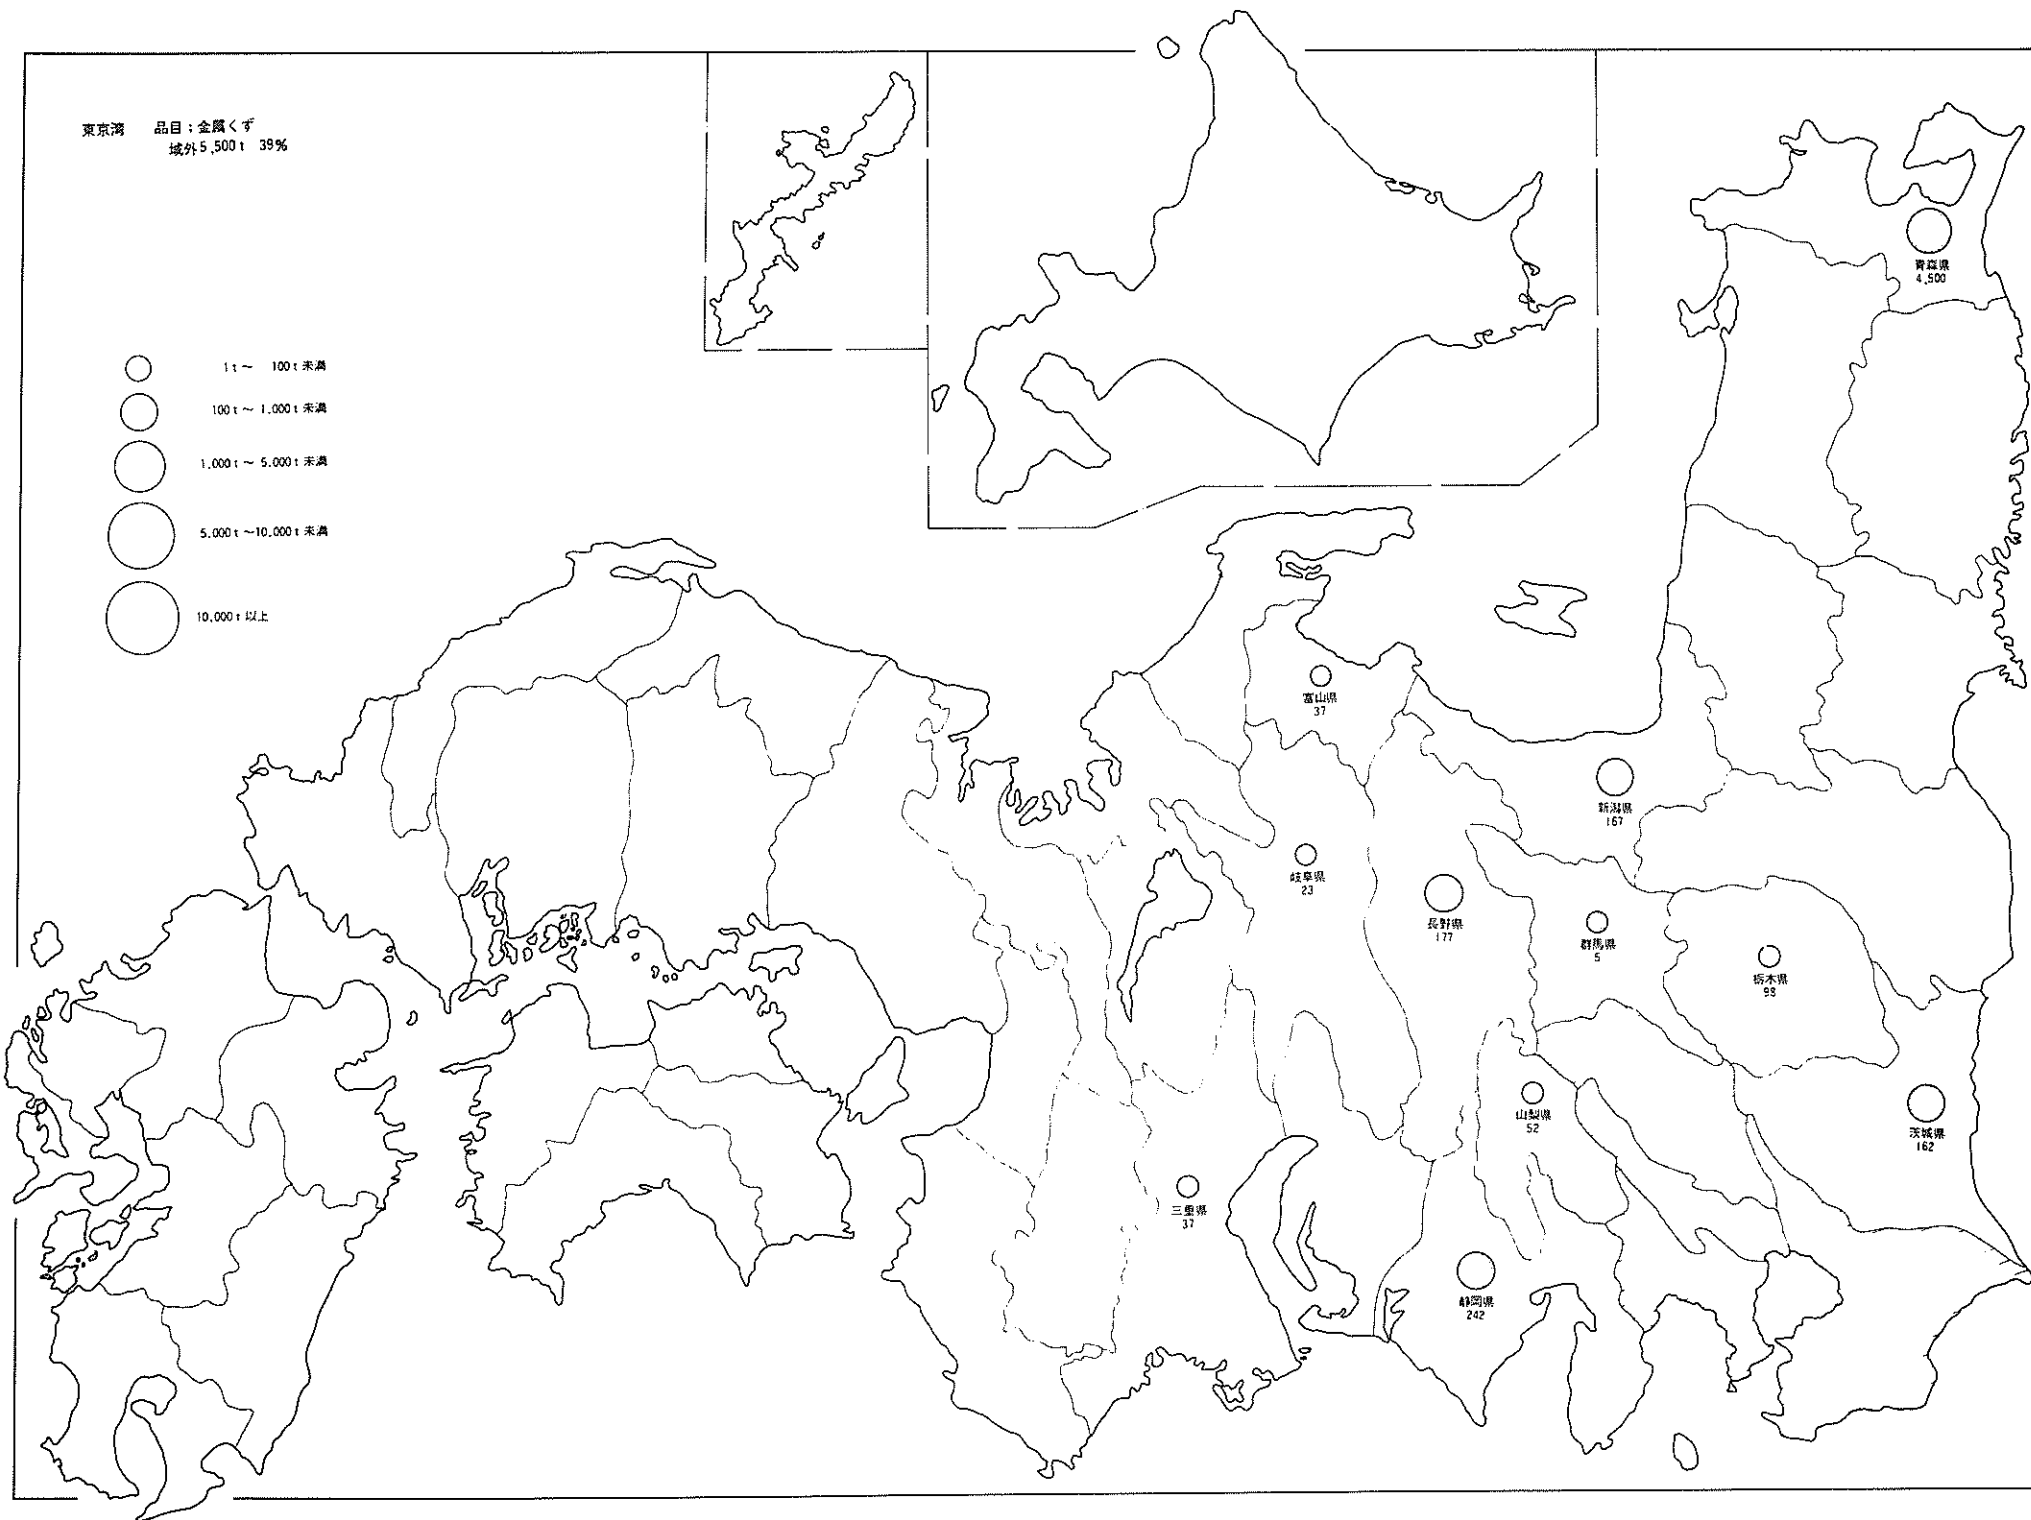 東京湾　品目；金属くず
域外5,500t　39%
1t～　100t未満
100t～1,000t未満
1,000t～5,000t未満
5,000t～10,000t未満
10,000t以上
青森県
4,500
富山県
37
新潟県
167
岐阜県
23
長野県
177
群馬県
5
栃木県
98
山梨県
52
茨城県
162
三重県
37
静岡県
242